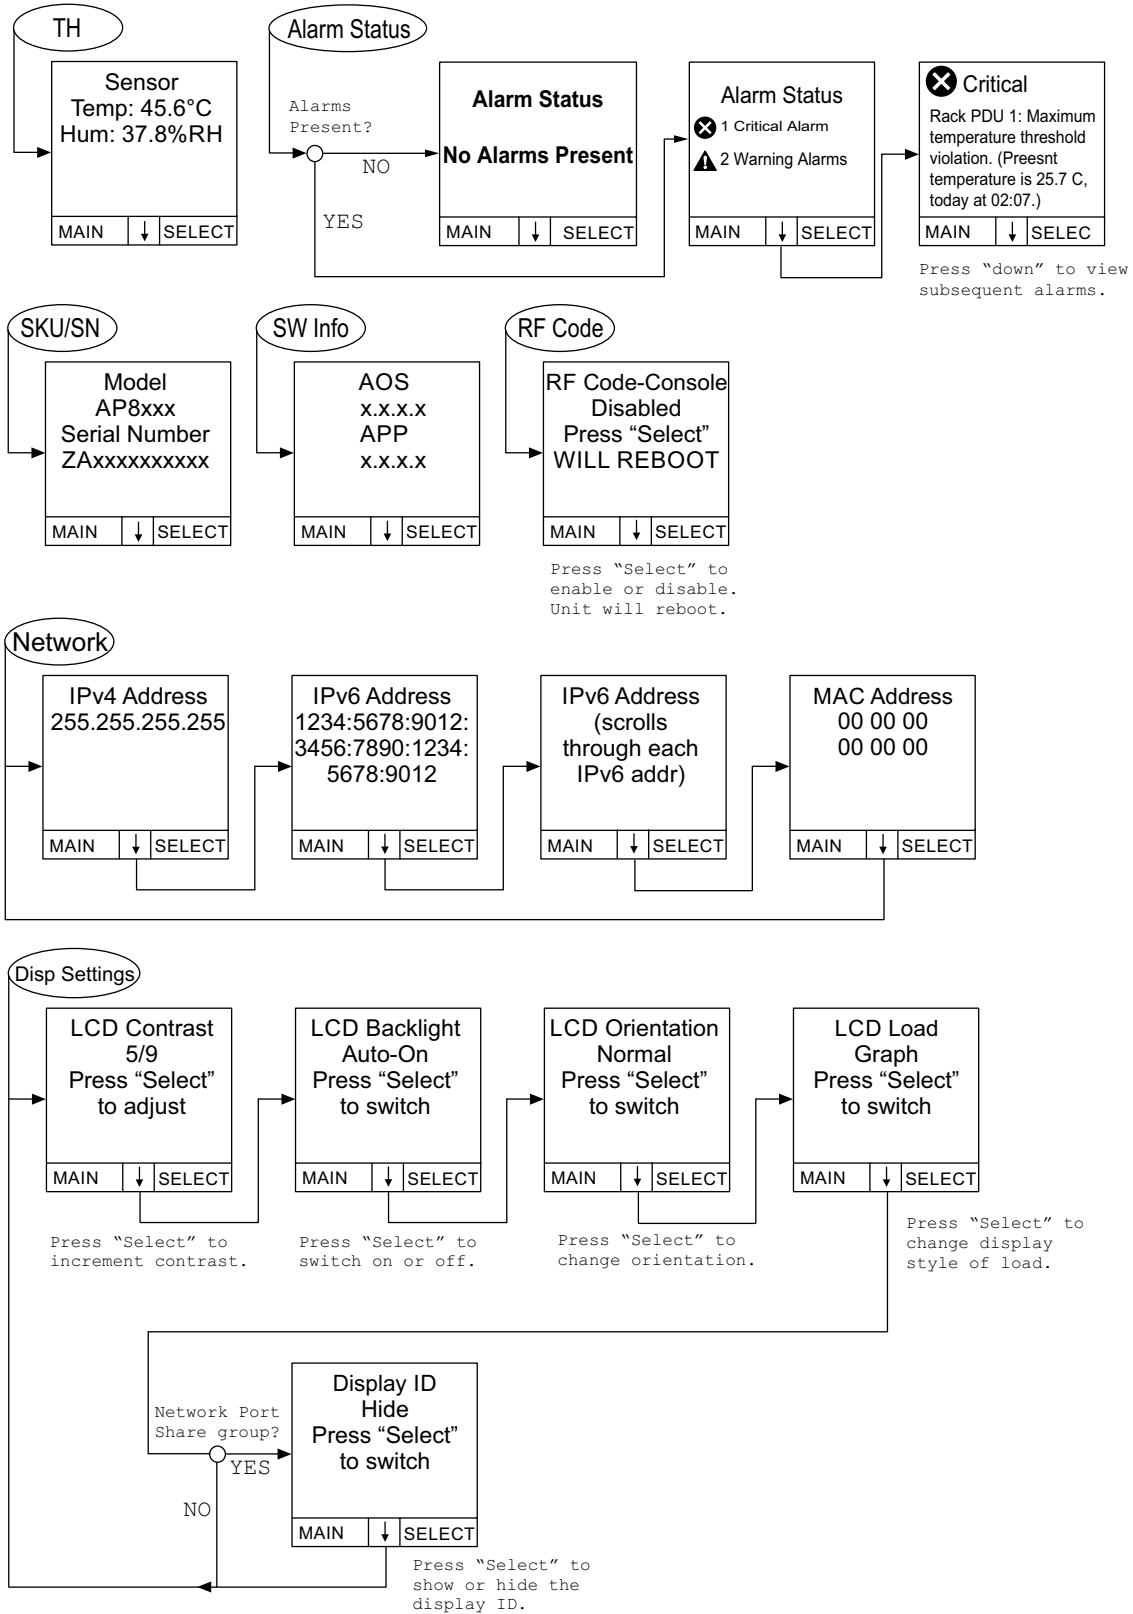 TH
Sensor
Temp: 45.6°C
Hum: 37.8%RH
MAIN ↓ SELECT
Alarm Status
Alarms
Present?
NO
YES
Alarm Status
No Alarms Present
MAIN ↓ SELECT
Alarm Status
1 Critical Alarm
2 Warning Alarms
MAIN ↓ SELECT
Critical
Rack PDU 1: Maximum
temperature threshold
violation. (Preesnt
temperature is 25.7 C,
today at 02:07.)
MAIN ↓ SELEC
Press “down” to view
subsequent alarms.
SKU/SN
Model
AP8xxx
Serial Number
ZAxxxxxxxxxx
MAIN ↓ SELECT
SW Info
AOS
x.x.x.x
APP
x.x.x.x
MAIN ↓ SELECT
RF Code
RF Code-Console
Disabled
Press “Select”
WILL REBOOT
MAIN ↓ SELECT
Press “Select” to
enable or disable.
Unit will reboot.
Network
IPv4 Address
255.255.255.255
MAIN ↓ SELECT
IPv6 Address
1234:5678:9012:
3456:7890:1234:
5678:9012
MAIN ↓ SELECT
IPv6 Address
(scrolls
through each
IPv6 addr)
MAIN ↓ SELECT
MAC Address
00 00 00
00 00 00
MAIN ↓ SELECT
Disp Settings
LCD Contrast
5/9
Press “Select”
to adjust
MAIN ↓ SELECT
Press “Select” to
increment contrast.
LCD Backlight
Auto-On
Press “Select”
to switch
MAIN ↓ SELECT
Press “Select” to
switch on or off.
LCD Orientation
Normal
Press “Select”
to switch
MAIN ↓ SELECT
Press “Select” to
change orientation.
LCD Load
Graph
Press “Select”
to switch
MAIN ↓ SELECT
Press “Select” to
change display
style of load.
Network Port
Share group?
YES
NO
Display ID
Hide
Press “Select”
to switch
MAIN ↓ SELECT
Press “Select” to
show or hide the
display ID.